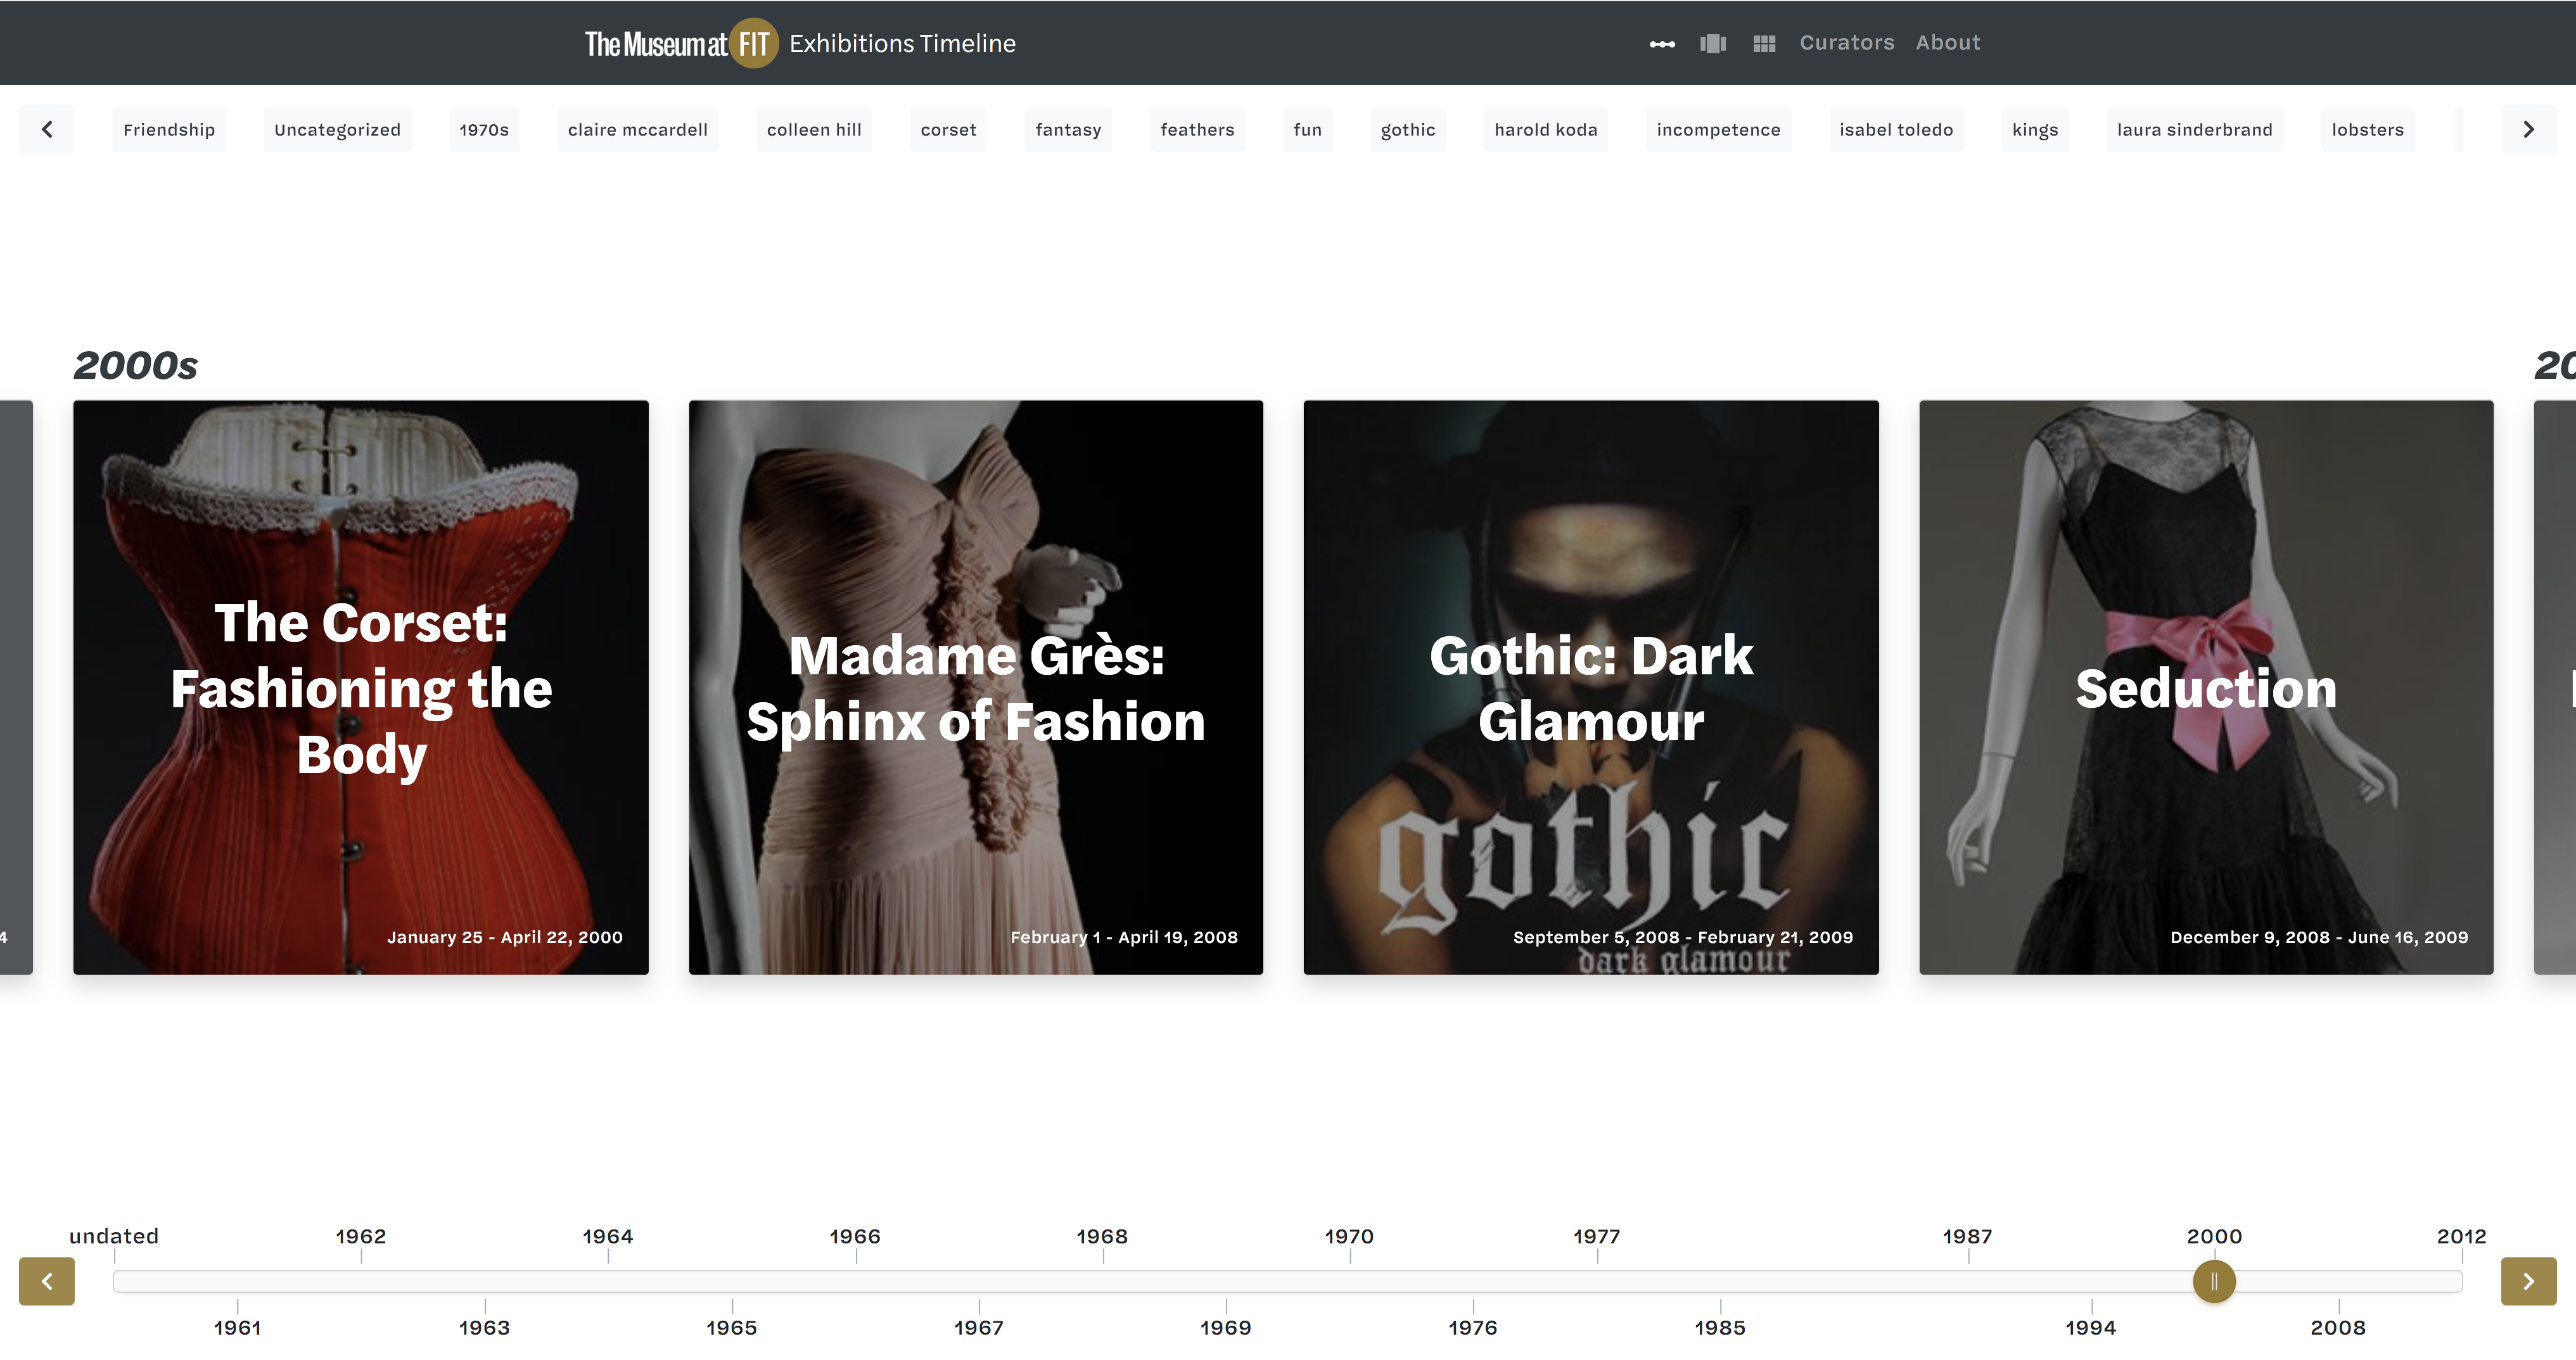 The Museum at FIT Exhibitions Timeline
Curators About
Friendship Uncategorized 1970s claire mccardell colleen hill corset fantasy feathers fun gothic harold koda incompetence isabel toledo kings laura sinderbrand lobsters
2000s
20
The Corset:
Fashioning the
Body
January 25 - April 22, 2000
Madame Grès:
Sphinx of Fashion
February 1 - April 19, 2008
Gothic: Dark
Glamour
gothic
September 5, 2008 - February 21, 2009
dark glamour
Seduction
December 9, 2008 - June 16, 2009
4
undated 1962 1964 1966 1968 1970 1977 1987 2000 2012
1961 1963 1965 1967 1969 1976 1985 1994 2008